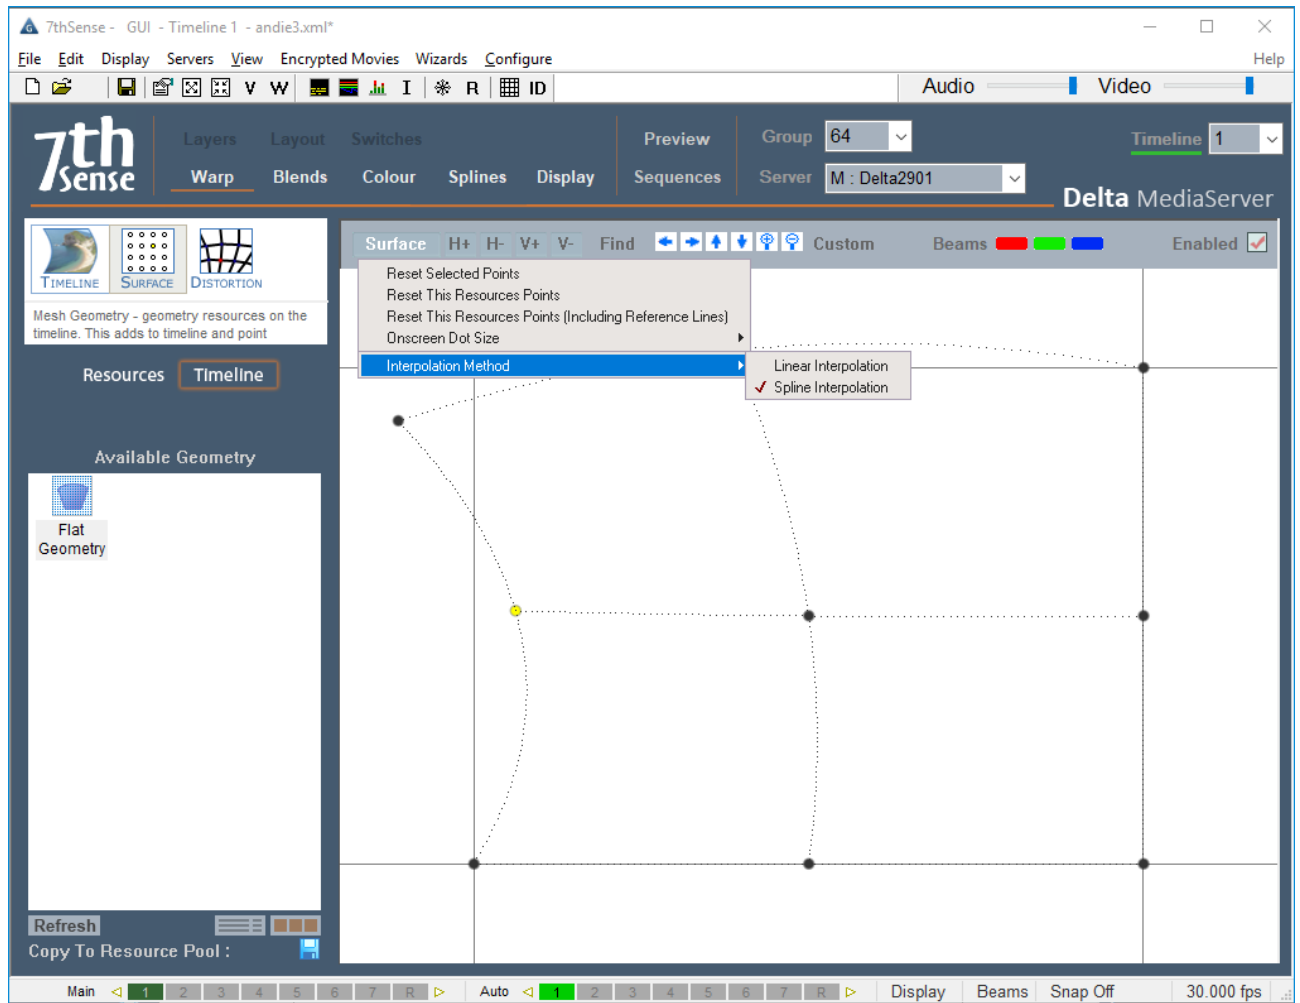 7thSense - GUI - Timeline 1 - andie3.xml*
File Edit Display Servers View Encrypted Movies Wizards Configure Help
V W I R ID Audio Video
7th Sense
Layers Layout Switches Preview Group 64 Timeline 1
Warp Blends Colour Splines Display Sequences Server M : Delta2901
Delta MediaServer
Surface H+ H- V+ V- Find Custom Beams Enabled
TIMELINE SURFACE DISTORTION
Mesh Geometry - geometry resources on the
timeline. This adds to timeline and point
Resources Timeline
Available Geometry
Flat
Geometry
Reset Selected Points
Reset This Resources Points
Reset This Resources Points (Including Reference Lines)
Onscreen Dot Size
Interpolation Method
Linear Interpolation
Spline Interpolation
Refresh
Copy To Resource Pool :
Main 1 2 3 4 5 6 7 R Auto 1 2 3 4 5 6 7 R Display Beams Snap Off 30.000 fps